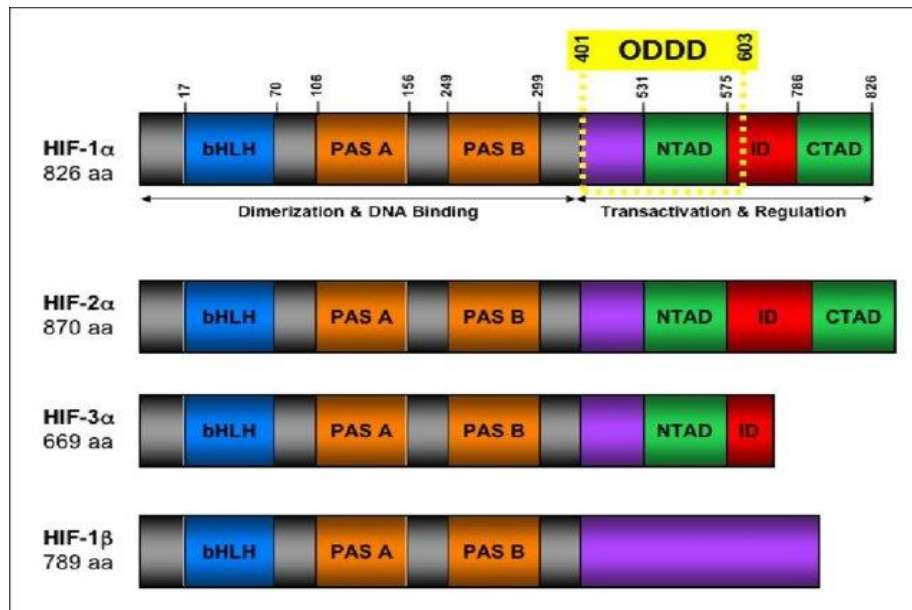 401 ODDD 603
17 70 106 156 249 299 531 575 786 826
HIF-1α
826 aa
bHLH PAS A PAS B NTAD ID CTAD
Dimerization & DNA Binding Transactivation & Regulation
HIF-2α
870 aa
bHLH PAS A PAS B NTAD ID CTAD
HIF-3α
669 aa
bHLH PAS A PAS B NTAD ID
HIF-1β
789 aa
bHLH PAS A PAS B